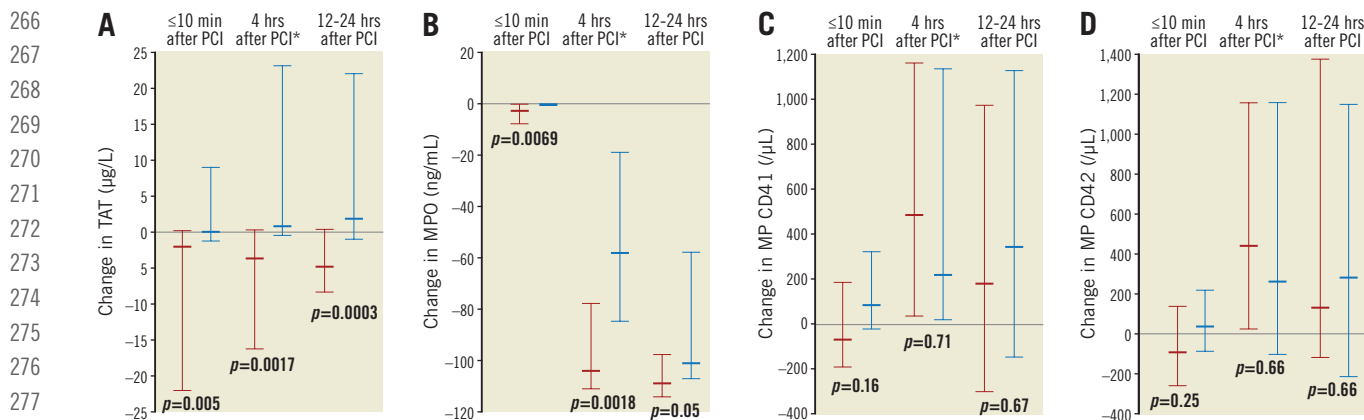 266
267
268
269
270
271
272
273
274
275
276
277
A
≤10 min after PCI
4 hrs after PCI*
12-24 hrs after PCI
Change in TAT (µg/L)
25
20
15
10
5
0
5
−10
−15
−20
−25
p=0.005
p=0.0017
p=0.0003
B
≤10 min after PCI
4 hrs after PCI*
12-24 hrs after PCI
Change in MPO (ng/mL)
20
0
−20
−40
−60
−80
−100
−120
p=0.0069
p=0.0018
p=0.05
C
≤10 min after PCI
4 hrs after PCI*
12-24 hrs after PCI
Change in MP CD41 (/µL)
1,200
1,000
800
600
400
200
0
−200
−400
p=0.16
p=0.71
p=0.67
D
≤10 min after PCI
4 hrs after PCI*
12-24 hrs after PCI
Change in MP CD42 (/µL)
1,400
1,200
1,000
800
600
400
200
0
−200
−400
p=0.25
p=0.66
p=0.66